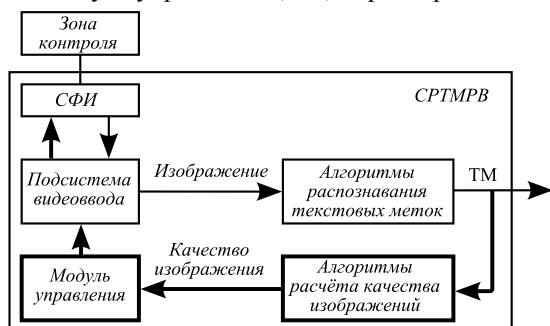 Зона
контроля
СФИ
СРТМРВ
Подсистема
видеоввода
Изображение
Алгоритмы
распознавания
текстовых меток
ТМ
Модуль
управления
Качество
изображения
Алгоритмы
расчёта качества
изображений